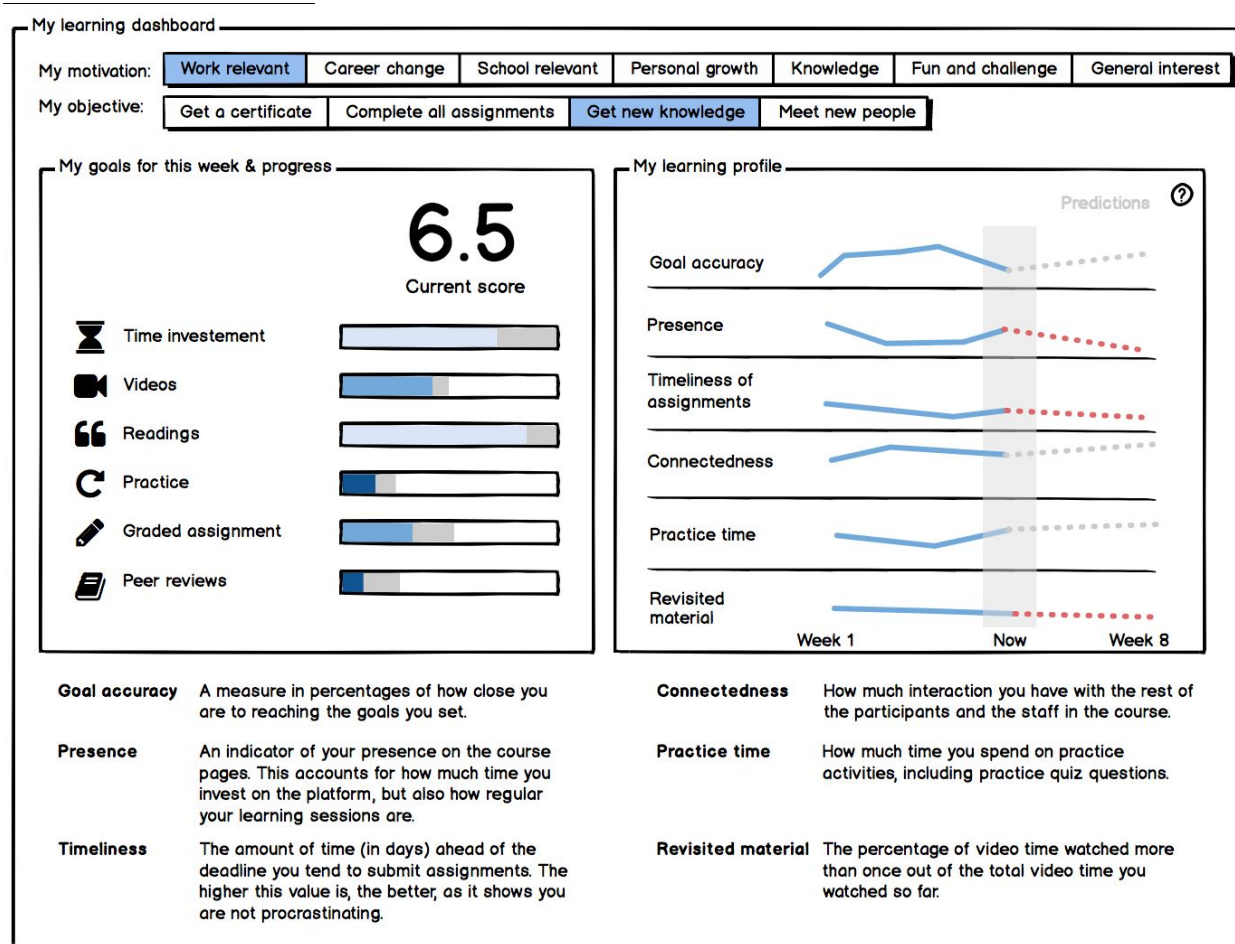 My learning dashboard
My motivation: Work relevant Career change School relevant Personal growth Knowledge Fun and challenge General interest
My objective: Get a certificate Complete all assignments Get new knowledge Meet new people
My goals for this week & progress
6.5
Current score
Time investement
Videos
Readings
Practice
Graded assignment
Peer reviews
My learning profile
Predictions ?
Goal accuracy
Presence
Timeliness of
assignments
Connectedness
Practice time
Revisited
material
Week 1 Now Week 8
Goal accuracy A measure in percentages of how close you
are to reaching the goals you set.
Presence An indicator of your presence on the course
pages. This accounts for how much time you
invest on the platform, but also how regular
your learning sessions are.
Timeliness The amount of time (in days) ahead of the
deadline you tend to submit assignments. The
higher this value is, the better, as it shows you
are not procrastinating.
Connectedness How much interaction you have with the rest of
the participants and the staff in the course.
Practice time How much time you spend on practice
activities, including practice quiz questions.
Revisited material The percentage of video time watched more
than once out of the total video time you
watched so far.